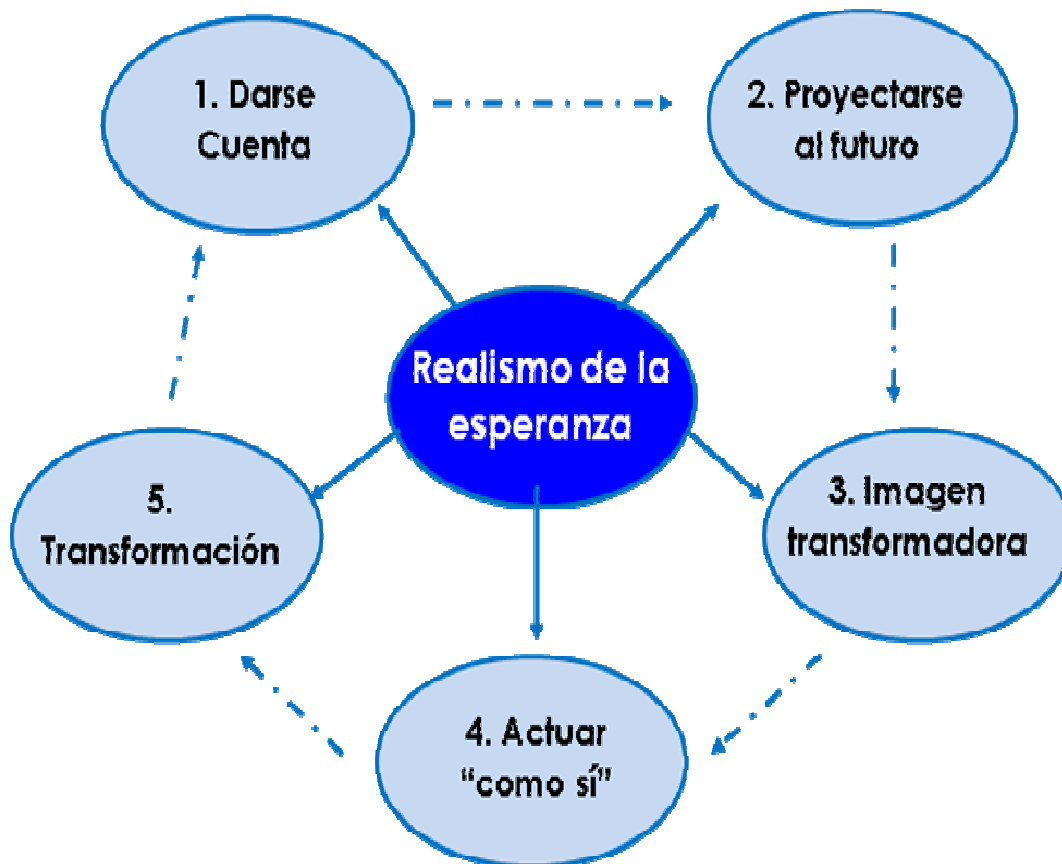 1. Darse
Cuenta
2. Proyectarse
al futuro
Realismo de la
esperanza
3. Imagen
transformadora
5.
Transformación
4. Actuar
“como sí”